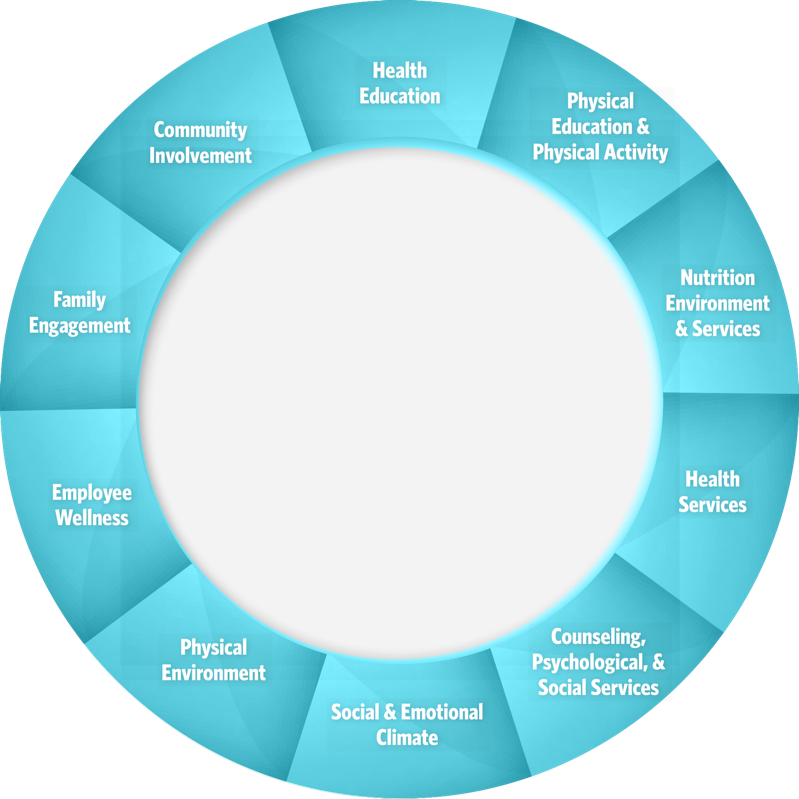 Health
Education
Physical
Education &
Physical Activity
Nutrition
Environment
& Services
Health
Services
Counseling,
Psychological, &
Social Services
Social & Emotional
Climate
Physical
Environment
Employee
Wellness
Family
Engagement
Community
Involvement